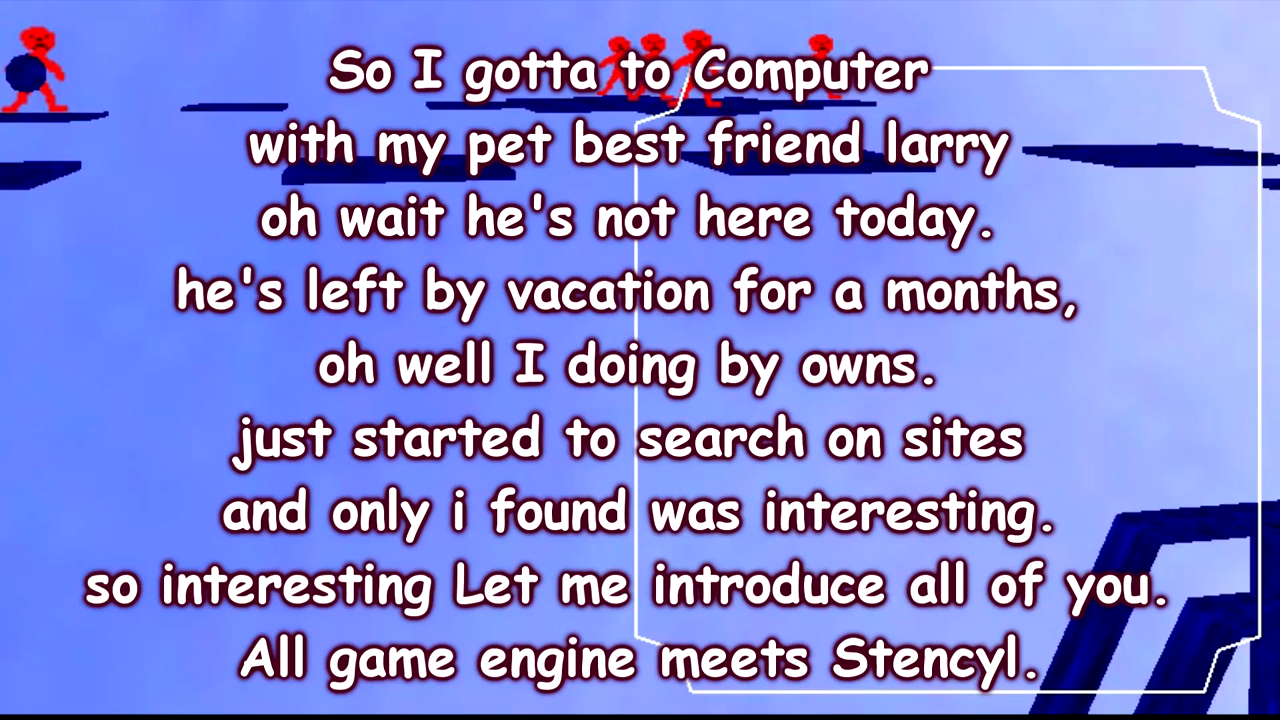 So I gotta to Computer
with my pet best friend larry
oh wait he's not here today.
he's left by vacation for a months,
oh well I doing by owns.
just started to search on sites
and only i found was interesting.
so interesting Let me introduce all of you.
All game engine meets Stencyl.